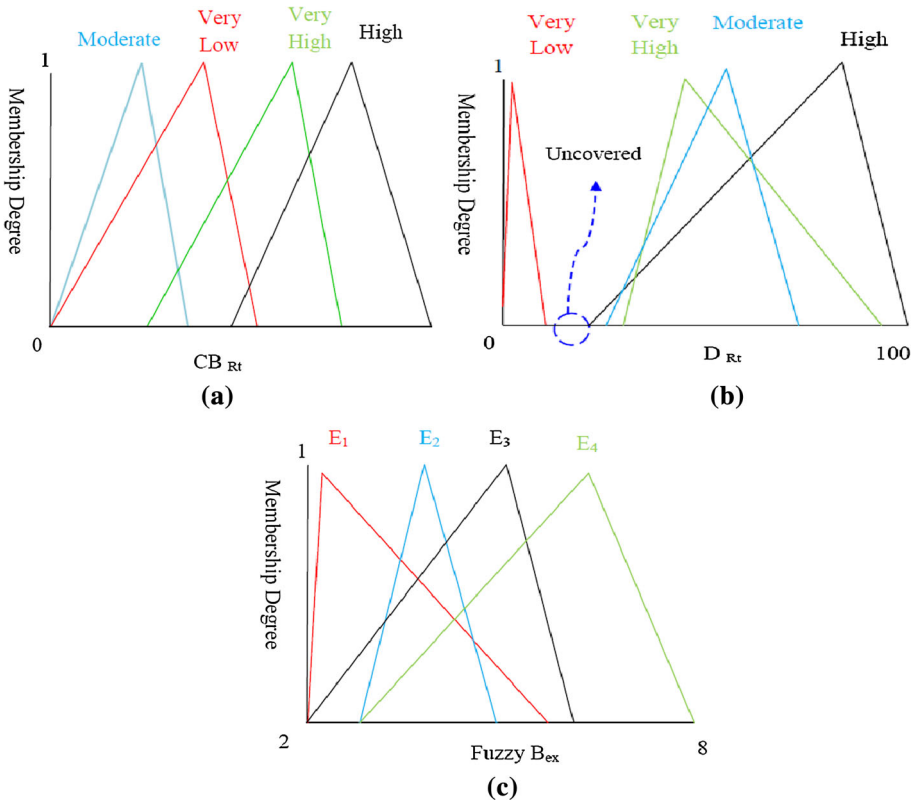 Moderate
Very
Low
Very
High
High
1
Membership Degree
0
CB Rt
(a)
Very
Low
Very
High
Moderate
High
1
Membership Degree
Uncovered
0
D Rt
100
(b)
E1
E2
E3
E4
1
Membership Degree
2
Fuzzy Bex
8
(c)